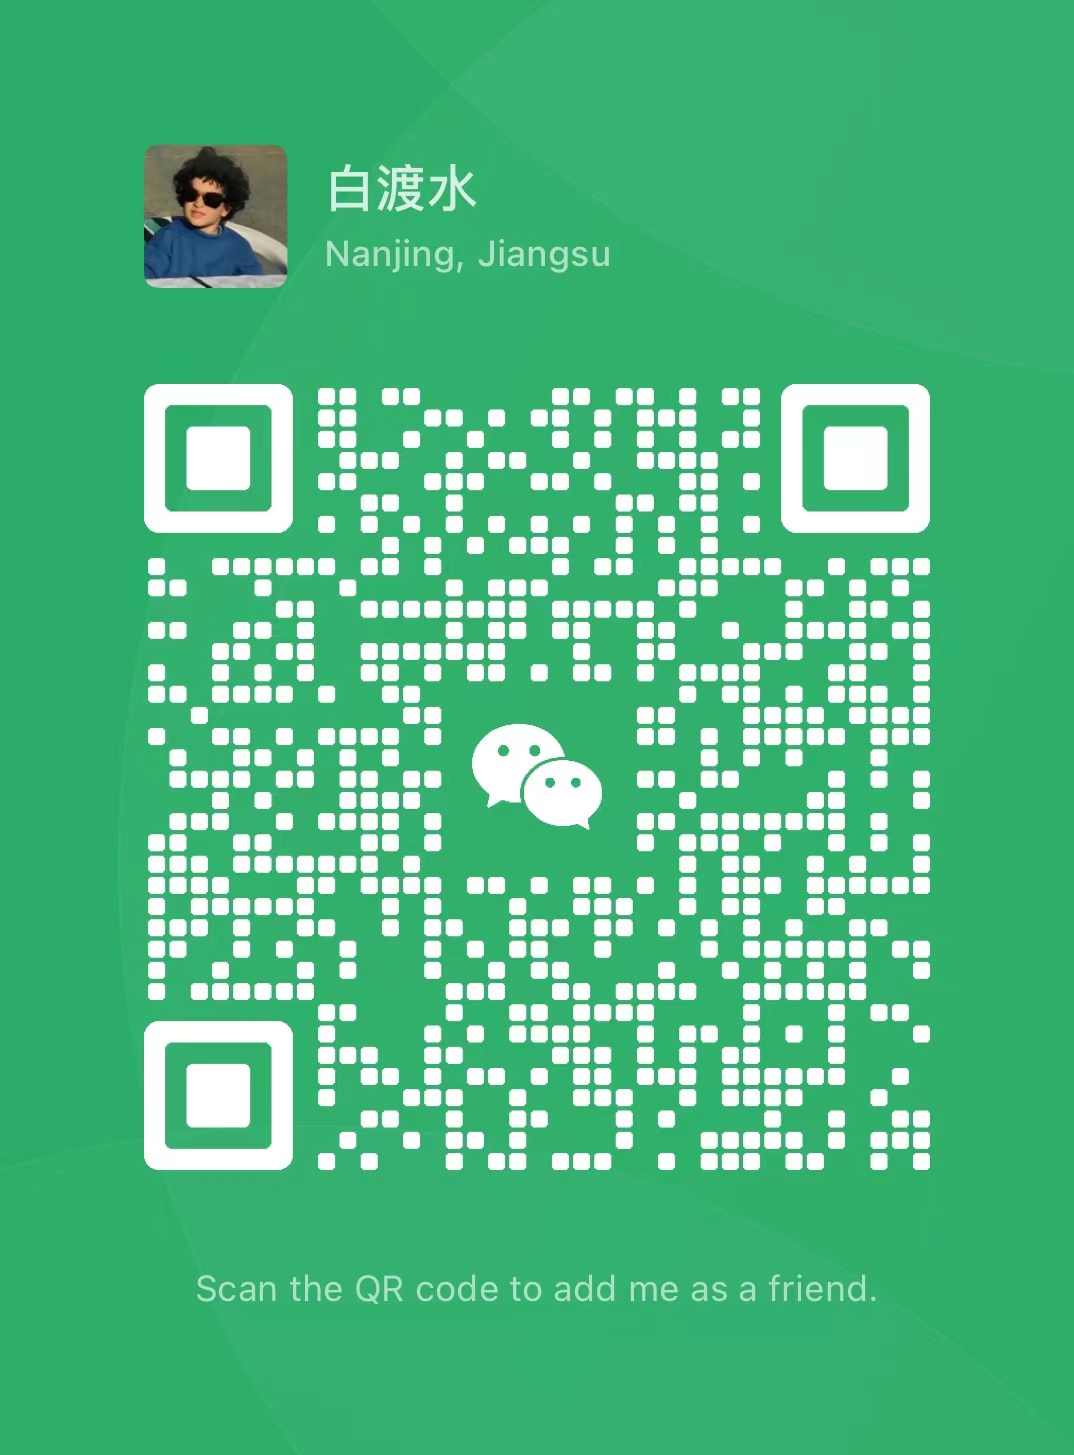 白渡水
Nanjing, Jiangsu
Scan the QR code to add me as a friend.